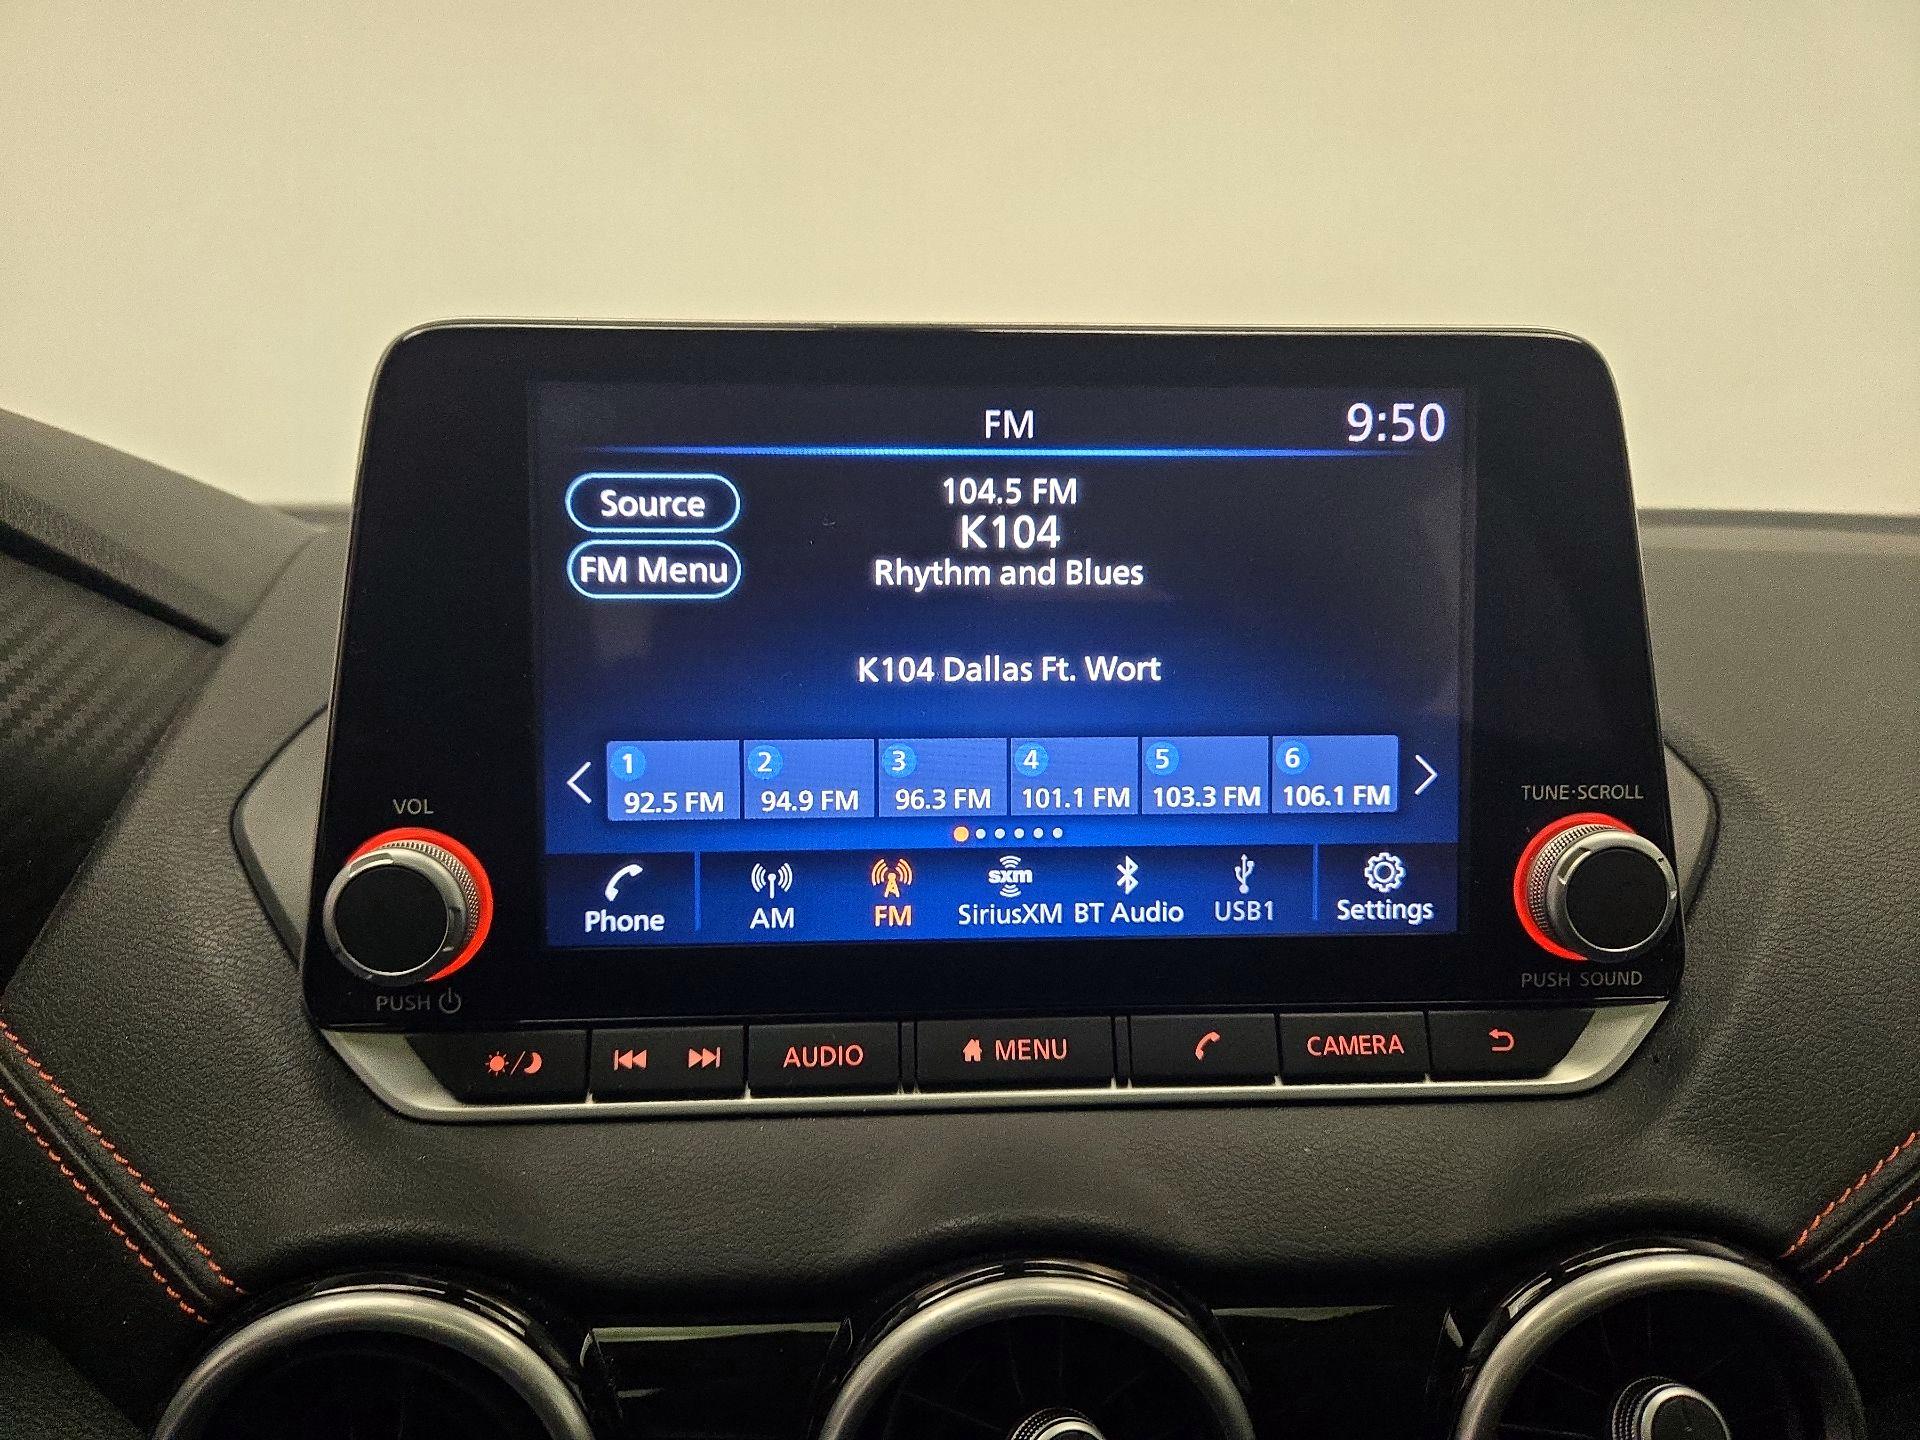 FM
9:50
Source
FM Menu
104.5 FM
K104
Rhythm and Blues
K104 Dallas Ft. Wort
1 2 3 4 5 6
92.5 FM 94.9 FM 96.3 FM 101.1 FM 103.3 FM 106.1 FM
sxm
Phone AM FM SiriusXM BT Audio USB1 Settings
VOL
PUSH
TUNE·SCROLL
PUSH SOUND
AUDIO MENU CAMERA